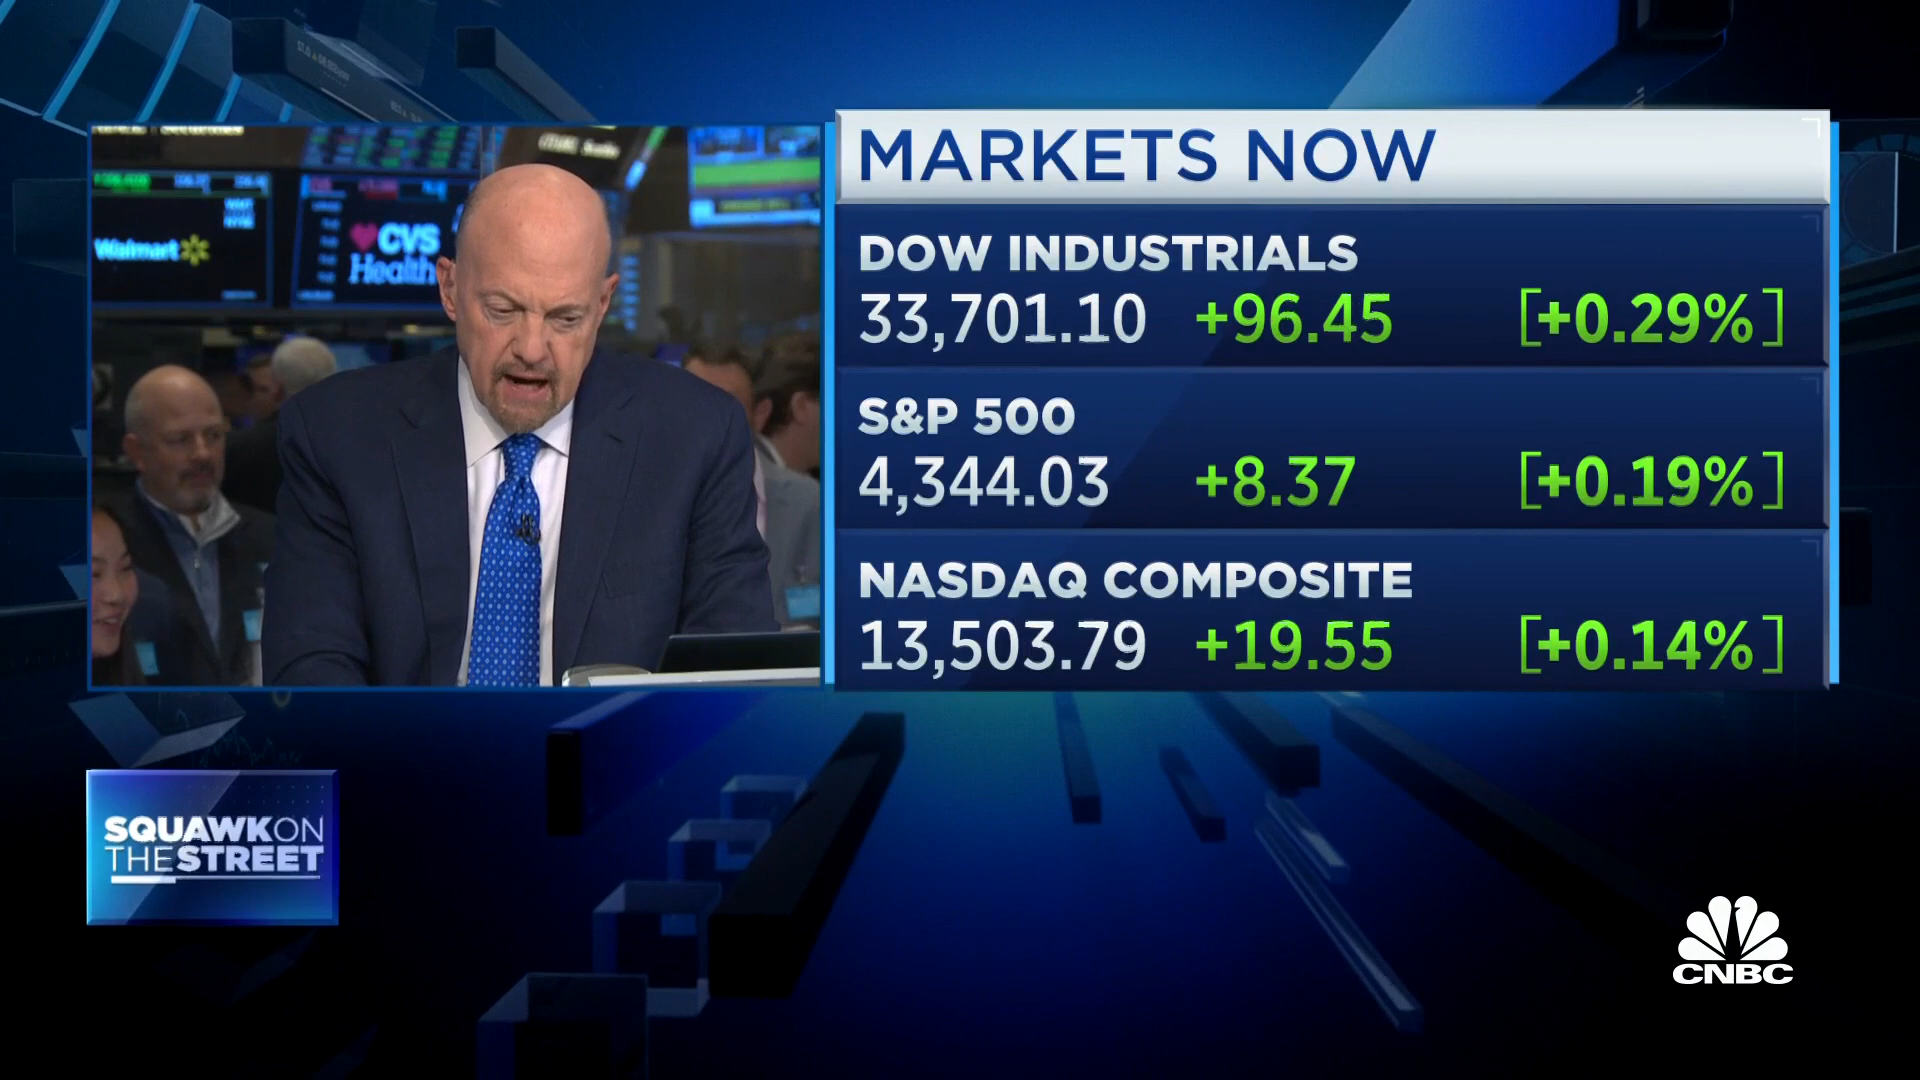 MARKETS NOW
DOW INDUSTRIALS
33,701.10 +96.45 [+0.29%]
S&P 500
4,344.03 +8.37 [+0.19%]
NASDAQ COMPOSITE
13,503.79 +19.55 [+0.14%]
Walmart
CVS
Health
SQUAWK ON
THE STREET
CNBC